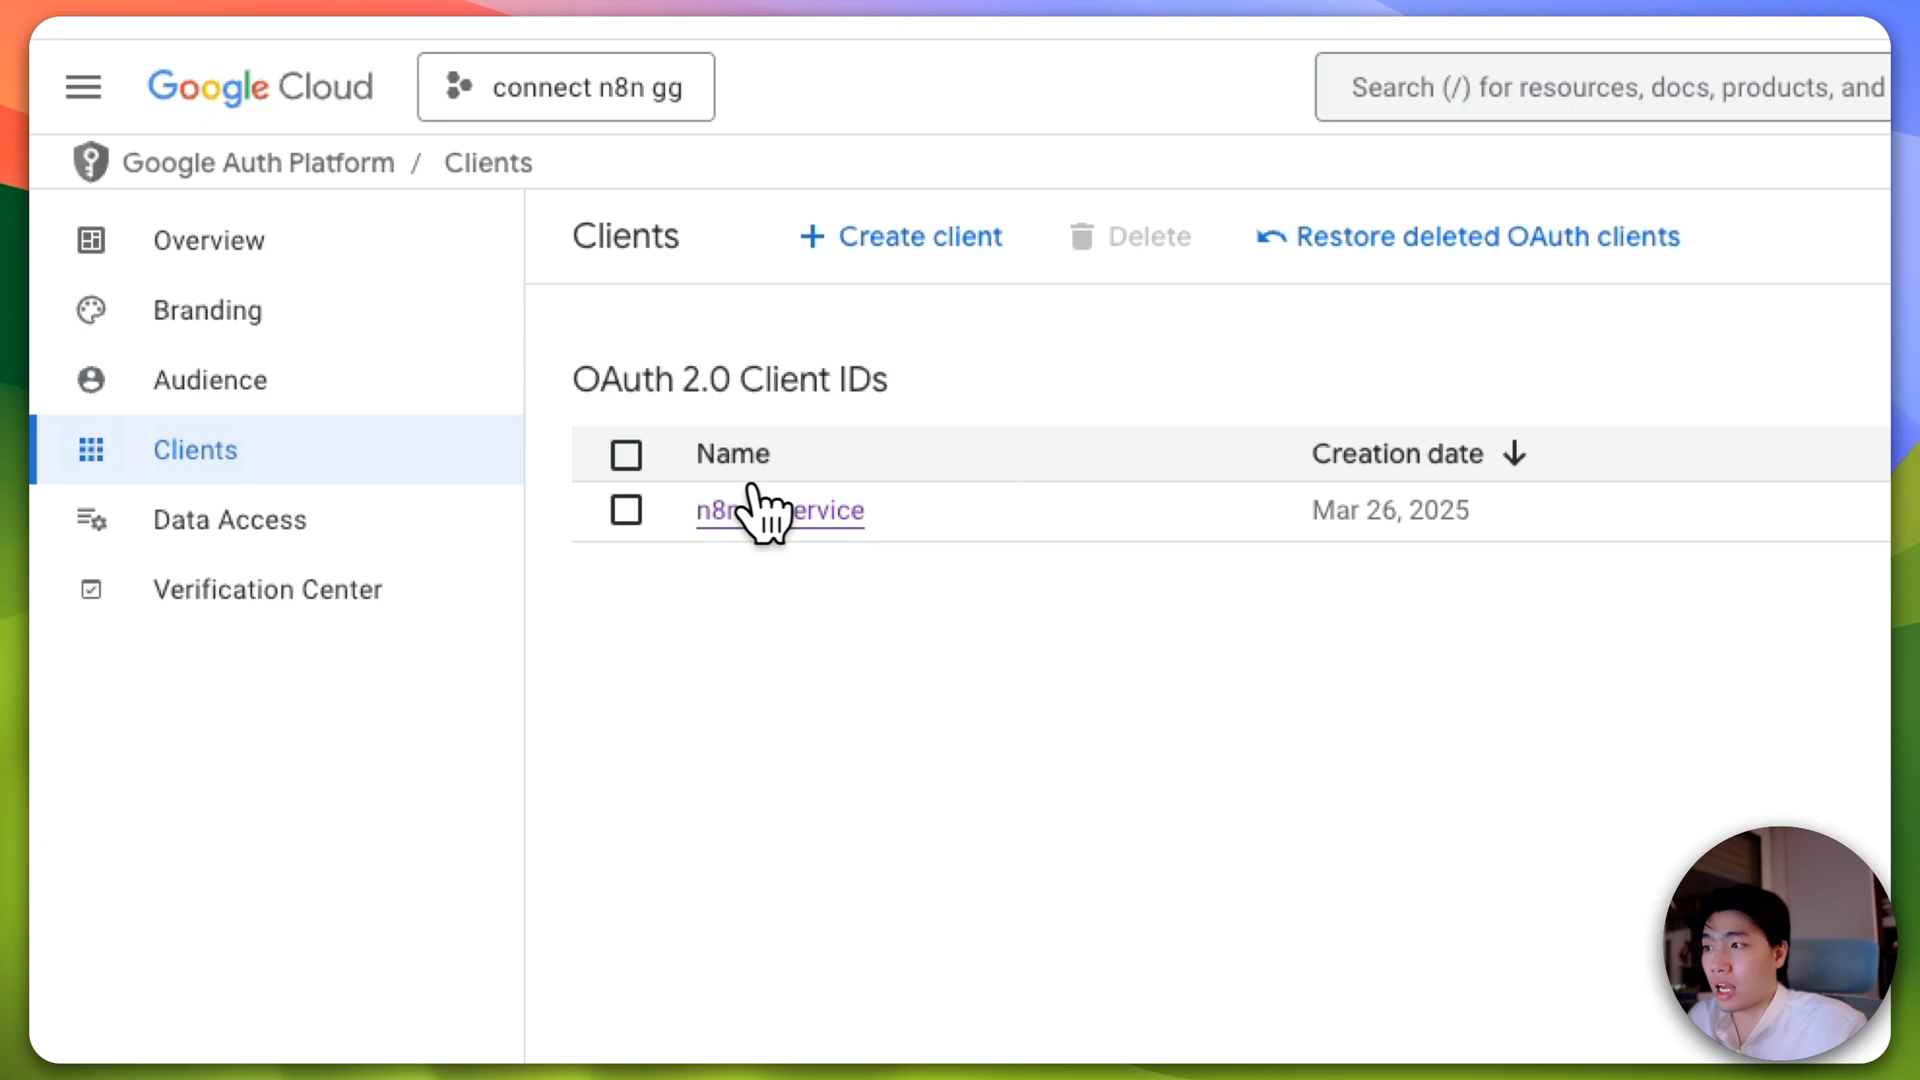 Google Cloud
connect n8n gg
Search (/) for resources, docs, products, and
Google Auth Platform / Clients
Overview
Branding
Audience
Clients
Data Access
Verification Center
Clients
+ Create client
Delete
Restore deleted OAuth clients
OAuth 2.0 Client IDs
Name
Creation date
Mar 26, 2025